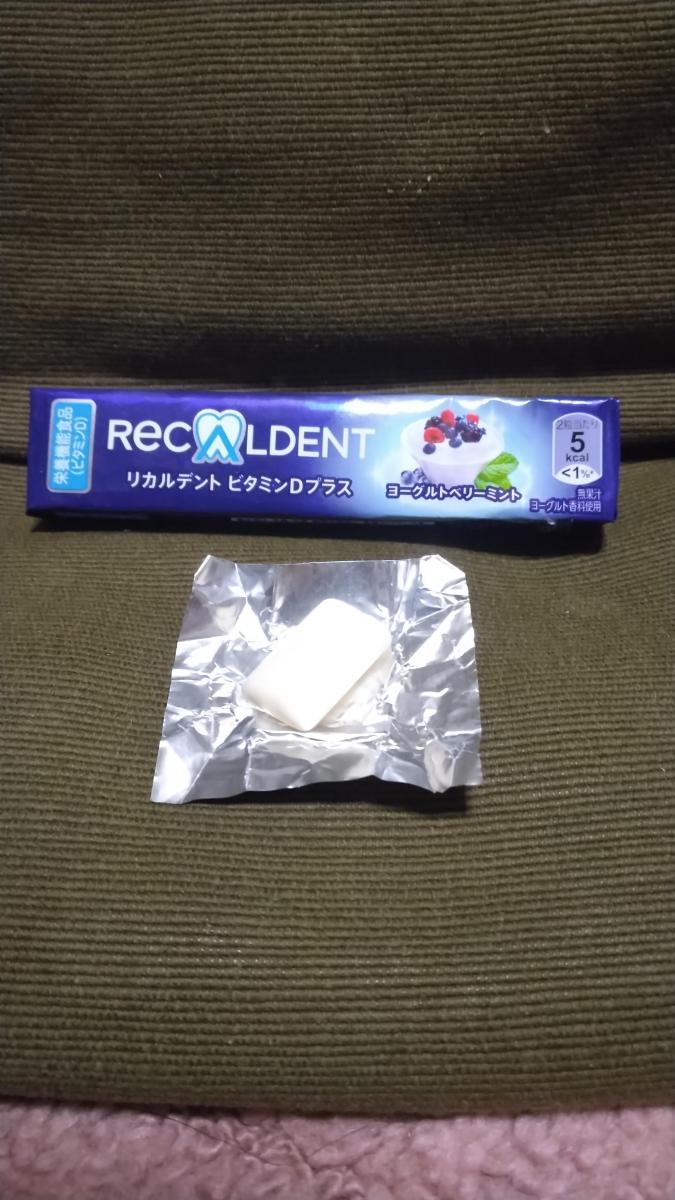 栄養機能食品
(ビタミンD)
RECALDENT
リカルデント ビタミンDプラス
ヨーグルトベリーミント
2粒当たり
5
kcal
<1%*
無果汁
ヨーグルト香料使用